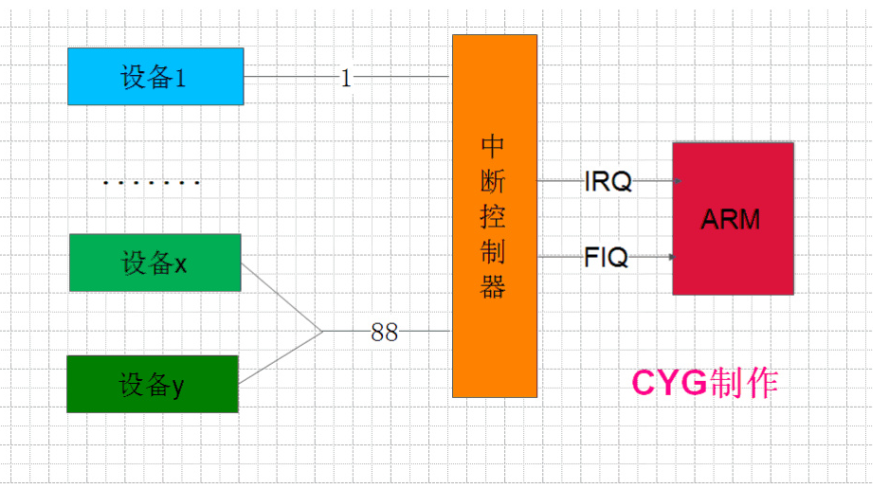 设备1
1
.......
设备x
88
设备y
中断控制器
IRQ
FIQ
ARM
CYG制作